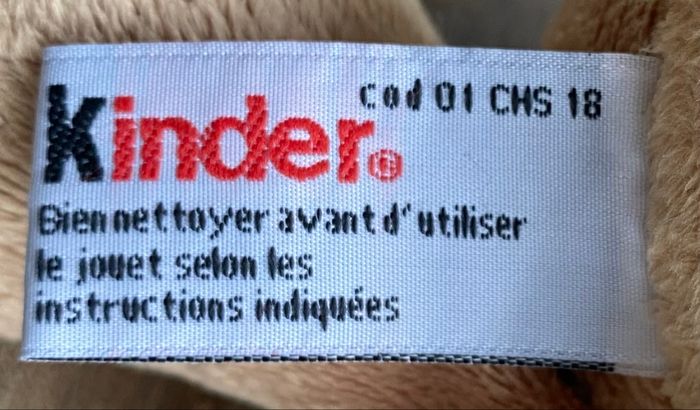 cod 01 CHS 18
Kinder®
Bien nettoyer avant d'utiliser
le jouet selon les
instructions indiquées